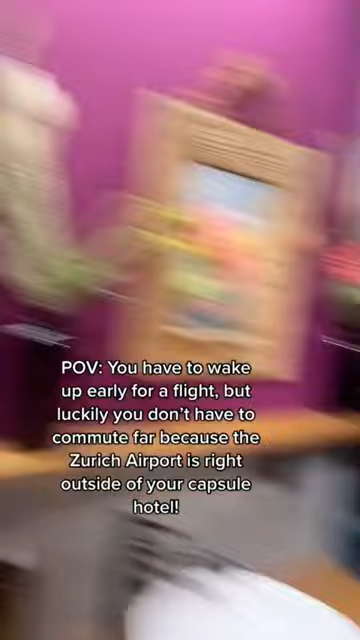 POV: You have to wake
up early for a flight, but
luckily you don't have to
commute far because the
Zurich Airport is right
outside of your capsule
hotel!